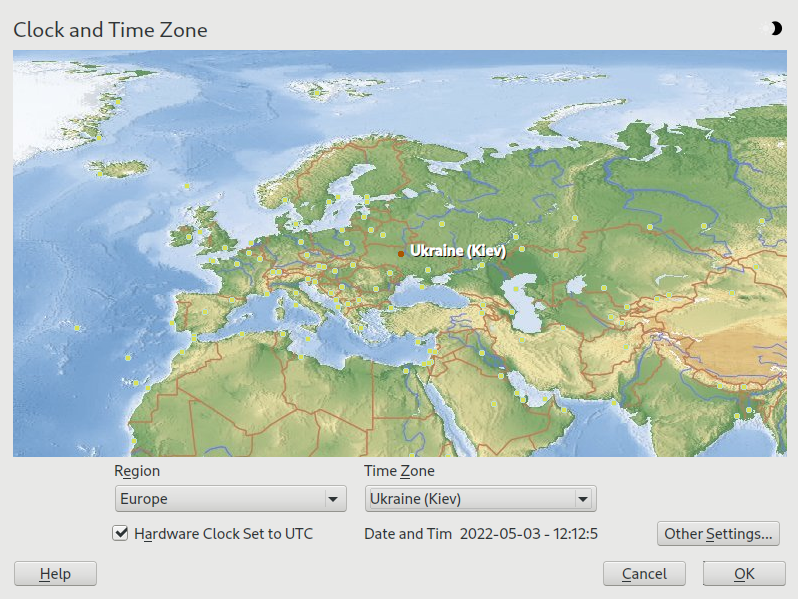 Clock and Time Zone
Ukraine (Kiev)
Region
Time Zone
Europe
Ukraine (Kiev)
Hardware Clock Set to UTC
Date and Tim 2022-05-03 - 12:12:5
Other Settings...
Help
Cancel
OK